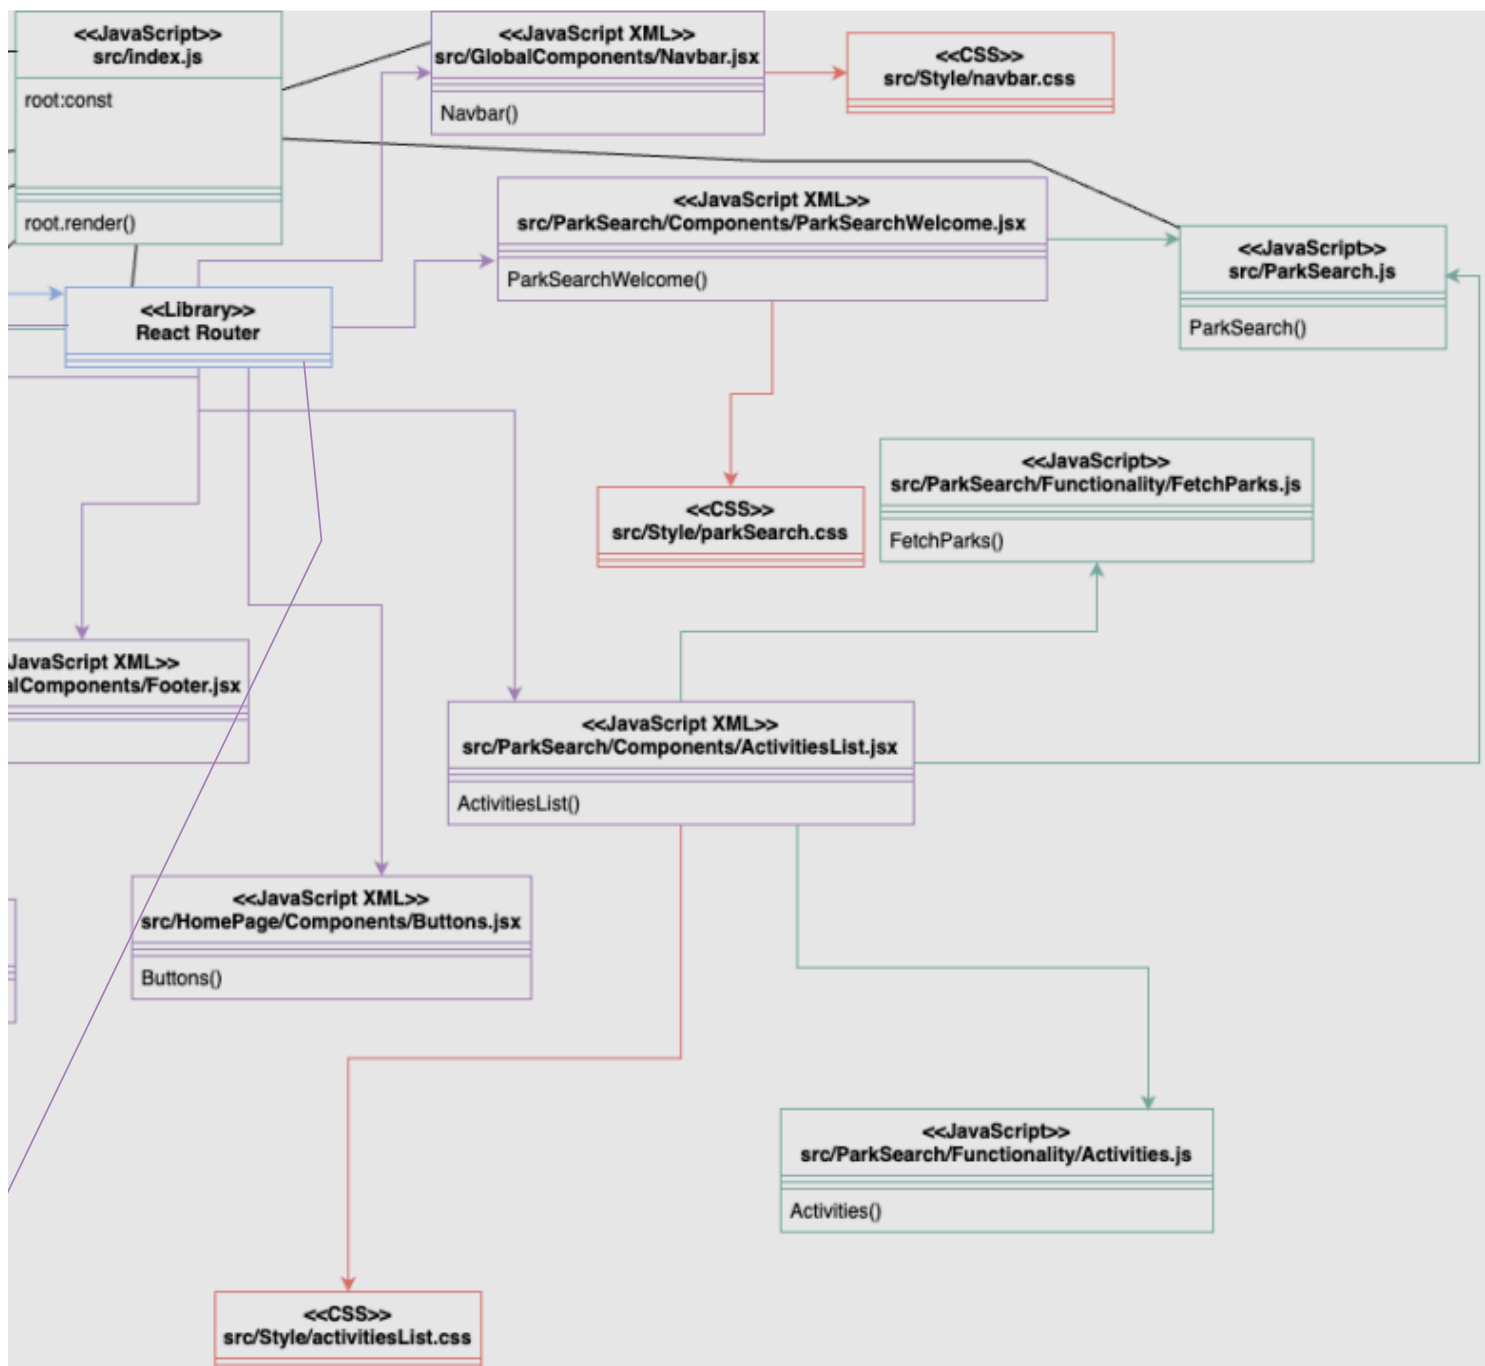 <<JavaScript>>
src/index.js
root:const
root.render()
<<JavaScript XML>>
src/GlobalComponents/Navbar.jsx
Navbar()
<<CSS>>
src/Style/navbar.css
<<JavaScript XML>>
src/ParkSearch/Components/ParkSearchWelcome.jsx
ParkSearchWelcome()
<<JavaScript>>
src/ParkSearch.js
ParkSearch()
<<Library>>
React Router
<<JavaScript>>
src/ParkSearch/Functionality/FetchParks.js
FetchParks()
<<CSS>>
src/Style/parkSearch.css
JavaScript XML>>
alComponents/Footer.jsx
<<JavaScript XML>>
src/ParkSearch/Components/ActivitiesList.jsx
ActivitiesList()
<<JavaScript XML>>
src/HomePage/Components/Buttons.jsx
Buttons()
<<JavaScript>>
src/ParkSearch/Functionality/Activities.js
Activities()
<<CSS>>
src/Style/activitiesList.css